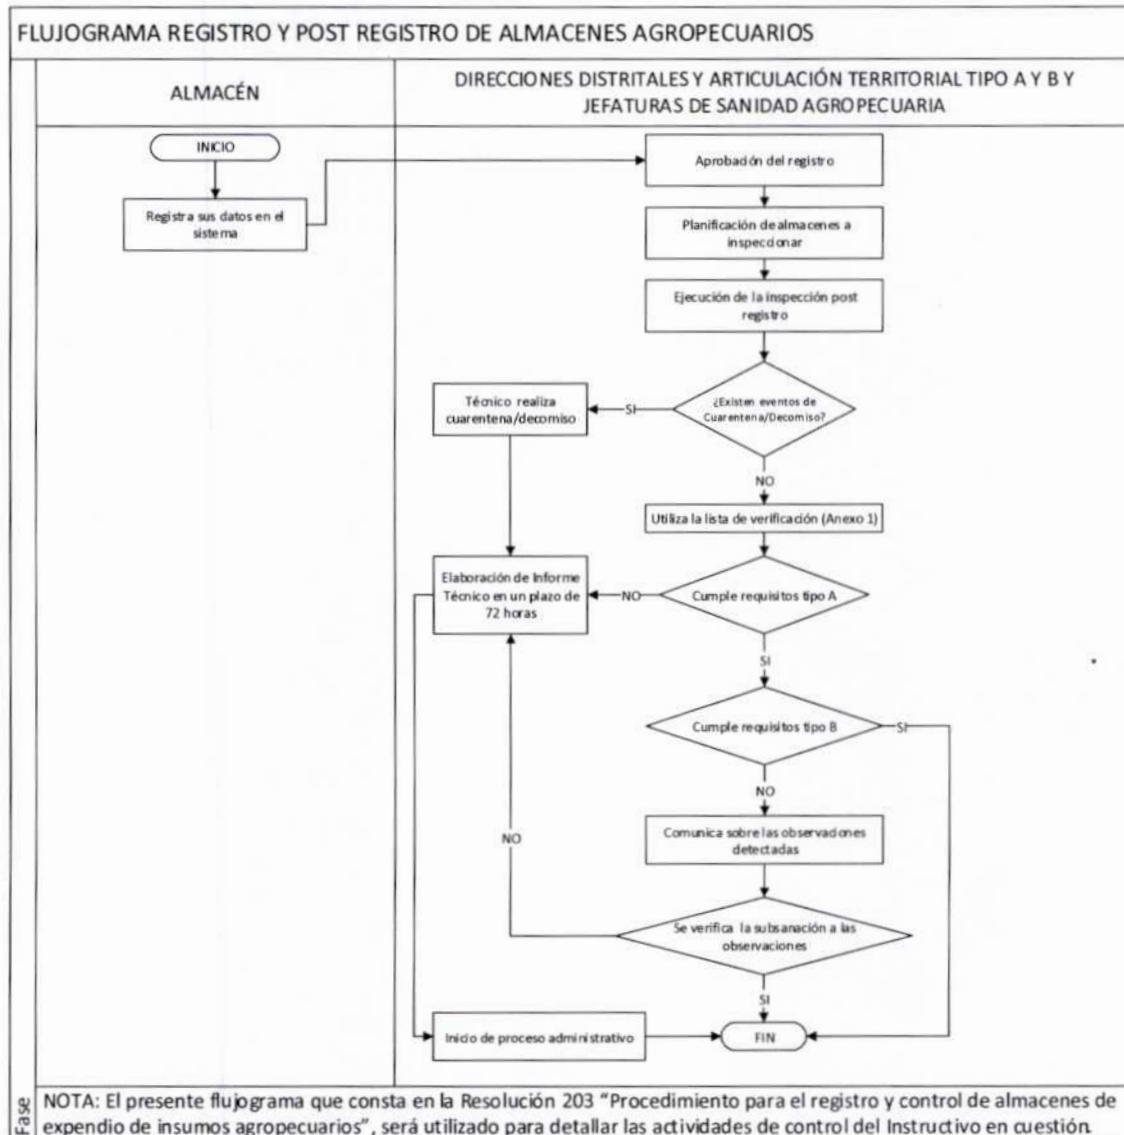 FLUJOGRAMA REGISTRO Y POST REGISTRO DE ALMACENES AGROPECUARIOS
ALMACÉN
DIRECCIONES DISTRITALES Y ARTICULACIÓN TERRITORIAL TIPO A Y B Y
JEFATURAS DE SANIDAD AGROPECUARIA
INICIO
Registra sus datos en el
sistema
Aprobación del registro
Planificación de almacenes a
inspeccionar
Ejecución de la inspección post
registro
¿Existen eventos de
Cuarentena/Decomiso?
SI
Técnico realiza
cuarentena/decomiso
NO
Utiliza la lista de verificación (Anexo 1)
Cumple requisitos tipo A
NO
Elaboración de Informe
Técnico en un plazo de
72 horas
SI
Cumple requisitos tipo B
SI
NO
Comunica sobre las observaciones
detectadas
Se verifica la subsanación a las
observaciones
NO
SI
Inicio de proceso administrativo
FIN
Fase
NOTA: El presente flujograma que consta en la Resolución 203 “Procedimiento para el registro y control de almacenes de
expendio de insumos agropecuarios”, será utilizado para detallar las actividades de control del Instructivo en cuestión.